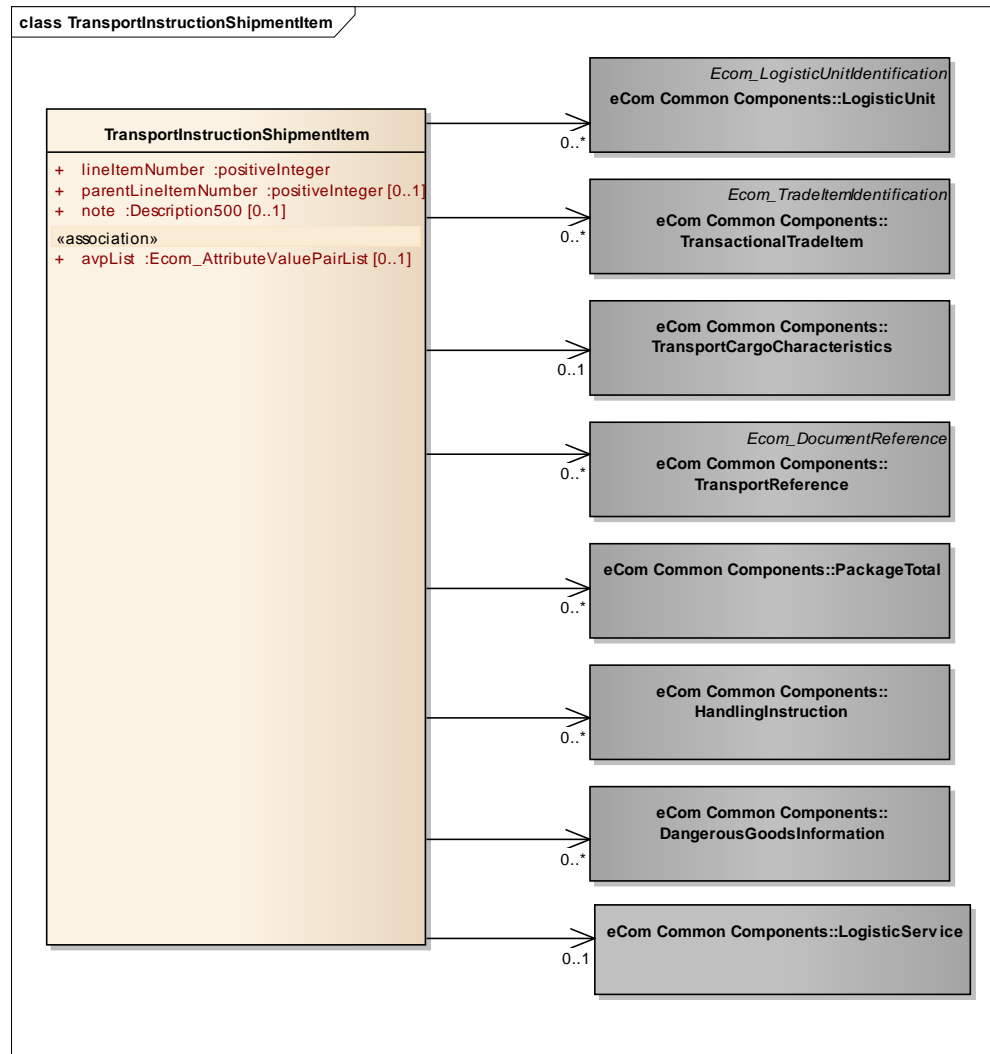 class TransportInstructionShipmentItem
TransportInstructionShipmentItem
+ lineItemNumber :positiveInteger
+ parentLineItemNumber :positiveInteger [0..1]
+ note :Description500 [0..1]
«association»
+ avpList :Ecom_AttributeValuePairList [0..1]
Ecom_LogisticUnitIdentification
eCom Common Components::LogisticUnit
0..*
Ecom_TradeItemIdentification
eCom Common Components::
TransactionalTradeItem
0..*
eCom Common Components::
TransportCargoCharacteristics
0..1
Ecom_DocumentReference
eCom Common Components::
TransportReference
0..*
eCom Common Components::PackageTotal
0..*
eCom Common Components::
HandlingInstruction
0..*
eCom Common Components::
DangerousGoodsInformation
0..*
eCom Common Components::LogisticService
0..1